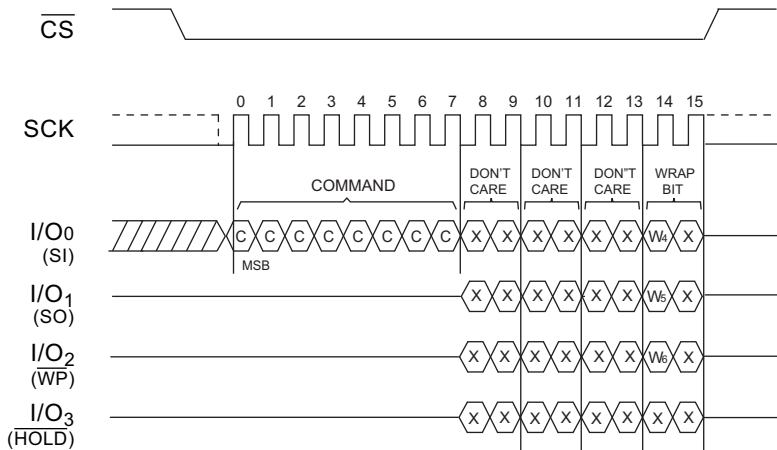 CS
SCK
0 1 2 3 4 5 6 7 8 9 10 11 12 13 14 15
COMMAND
DON'T CARE
DON'T CARE
DON"T CARE
WRAP BIT
I/O0
(SI)
C C C C C C C C X X X X X X W4 X
MSB
I/O1
(SO)
X X X X X X W5 X
I/O2
(WP)
X X X X X X W6 X
I/O3
(HOLD)
X X X X X X X X